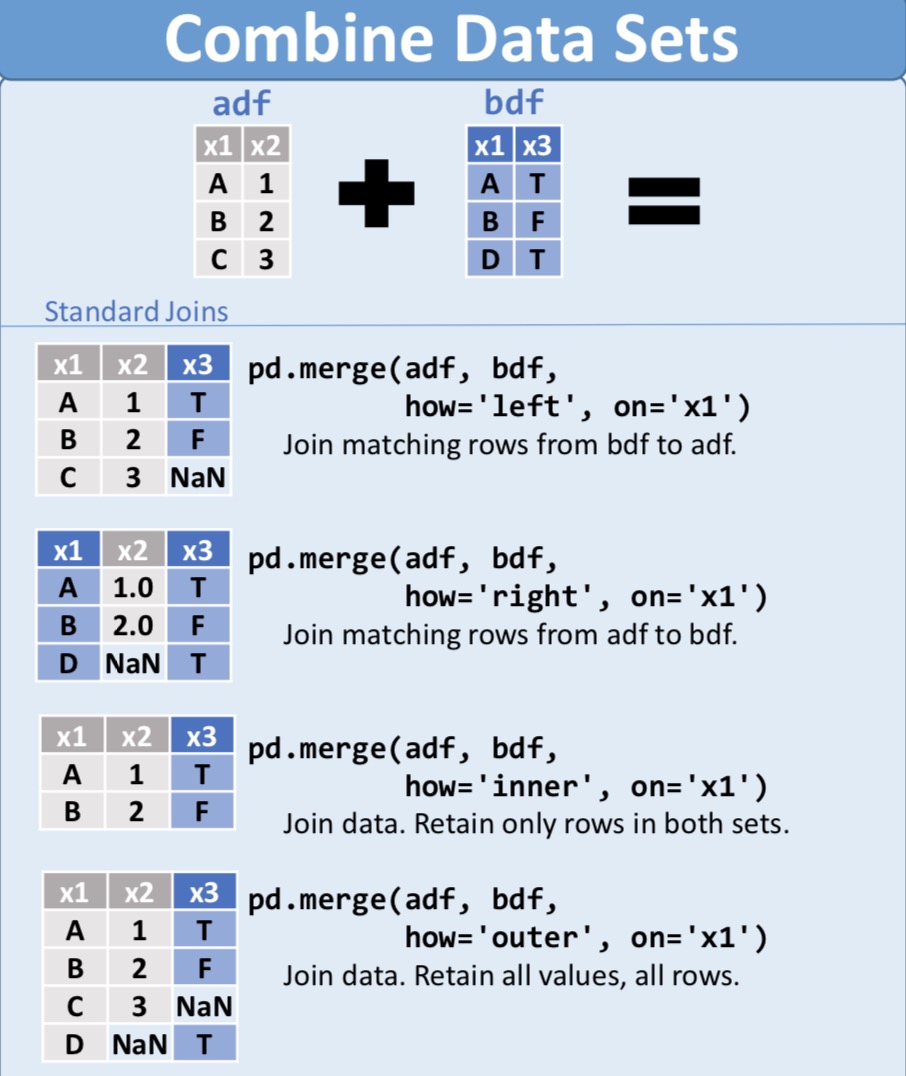 Combine Data Sets
adf
x1 x2
A 1
B 2
C 3
+
bdf
x1 x3
A T
B F
D T
=
Standard Joins
x1 x2 x3
A 1 T
B 2 F
C 3 NaN
pd.merge(adf, bdf,
how='left', on='x1')
Join matching rows from bdf to adf.
x1 x2 x3
A 1.0 T
B 2.0 F
D NaN T
pd.merge(adf, bdf,
how='right', on='x1')
Join matching rows from adf to bdf.
x1 x2 x3
A 1 T
B 2 F
pd.merge(adf, bdf,
how='inner', on='x1')
Join data. Retain only rows in both sets.
x1 x2 x3
A 1 T
B 2 F
C 3 NaN
D NaN T
pd.merge(adf, bdf,
how='outer', on='x1')
Join data. Retain all values, all rows.